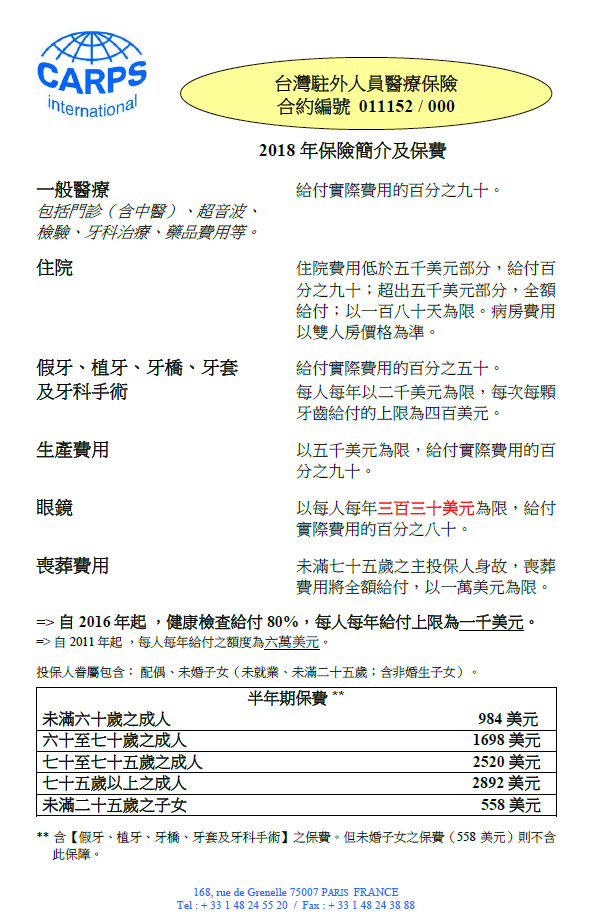 CARPS
international
台灣駐外人員醫療保險
合約編號 011152 / 000
2018 年保險簡介及保費
一般醫療
給付實際費用的百分之九十。
包括門診（含中醫）、超音波、
檢驗、牙科治療、藥品費用等。
住院
住院費用低於五千美元部分，給付百
分之九十；超出五千美元部分，全額
給付；以一百八十天為限。病房費用
以雙人房價格為準。
假牙、植牙、牙橋、牙套
及牙科手術
給付實際費用的百分之五十。
每人每年以二千美元為限，每次每顆
牙齒給付的上限為四百美元。
生產費用
以五千美元為限，給付實際費用的百
分之九十。
眼鏡
以每人每年三百三十美元為限，給付
實際費用的百分之八十。
喪葬費用
未滿七十五歲之主投保人身故，喪葬
費用將全額給付，以一萬美元為限。
=> 自 2016 年起 ，健康檢查給付 80%，每人每年給付上限為一千美元。
=> 自 2011 年起 ，每人每年給付之額度為六萬美元。
投保人眷屬包含： 配偶、未婚子女（未就業、未滿二十五歲；含非婚生子女）。
半年期保費 **
未滿六十歲之成人 984 美元
六十至七十歲之成人 1698 美元
七十至七十五歲之成人 2520 美元
七十五歲以上之成人 2892 美元
未滿二十五歲之子女 558 美元
** 含【假牙、植牙、牙橋、牙套及牙科手術】之保費。但未婚子女之保費（558 美元）則不含
此保障。
168, rue de Grenelle 75007 PARIS FRANCE
Tel : + 33 1 48 24 55 20 / Fax : + 33 1 48 24 38 88